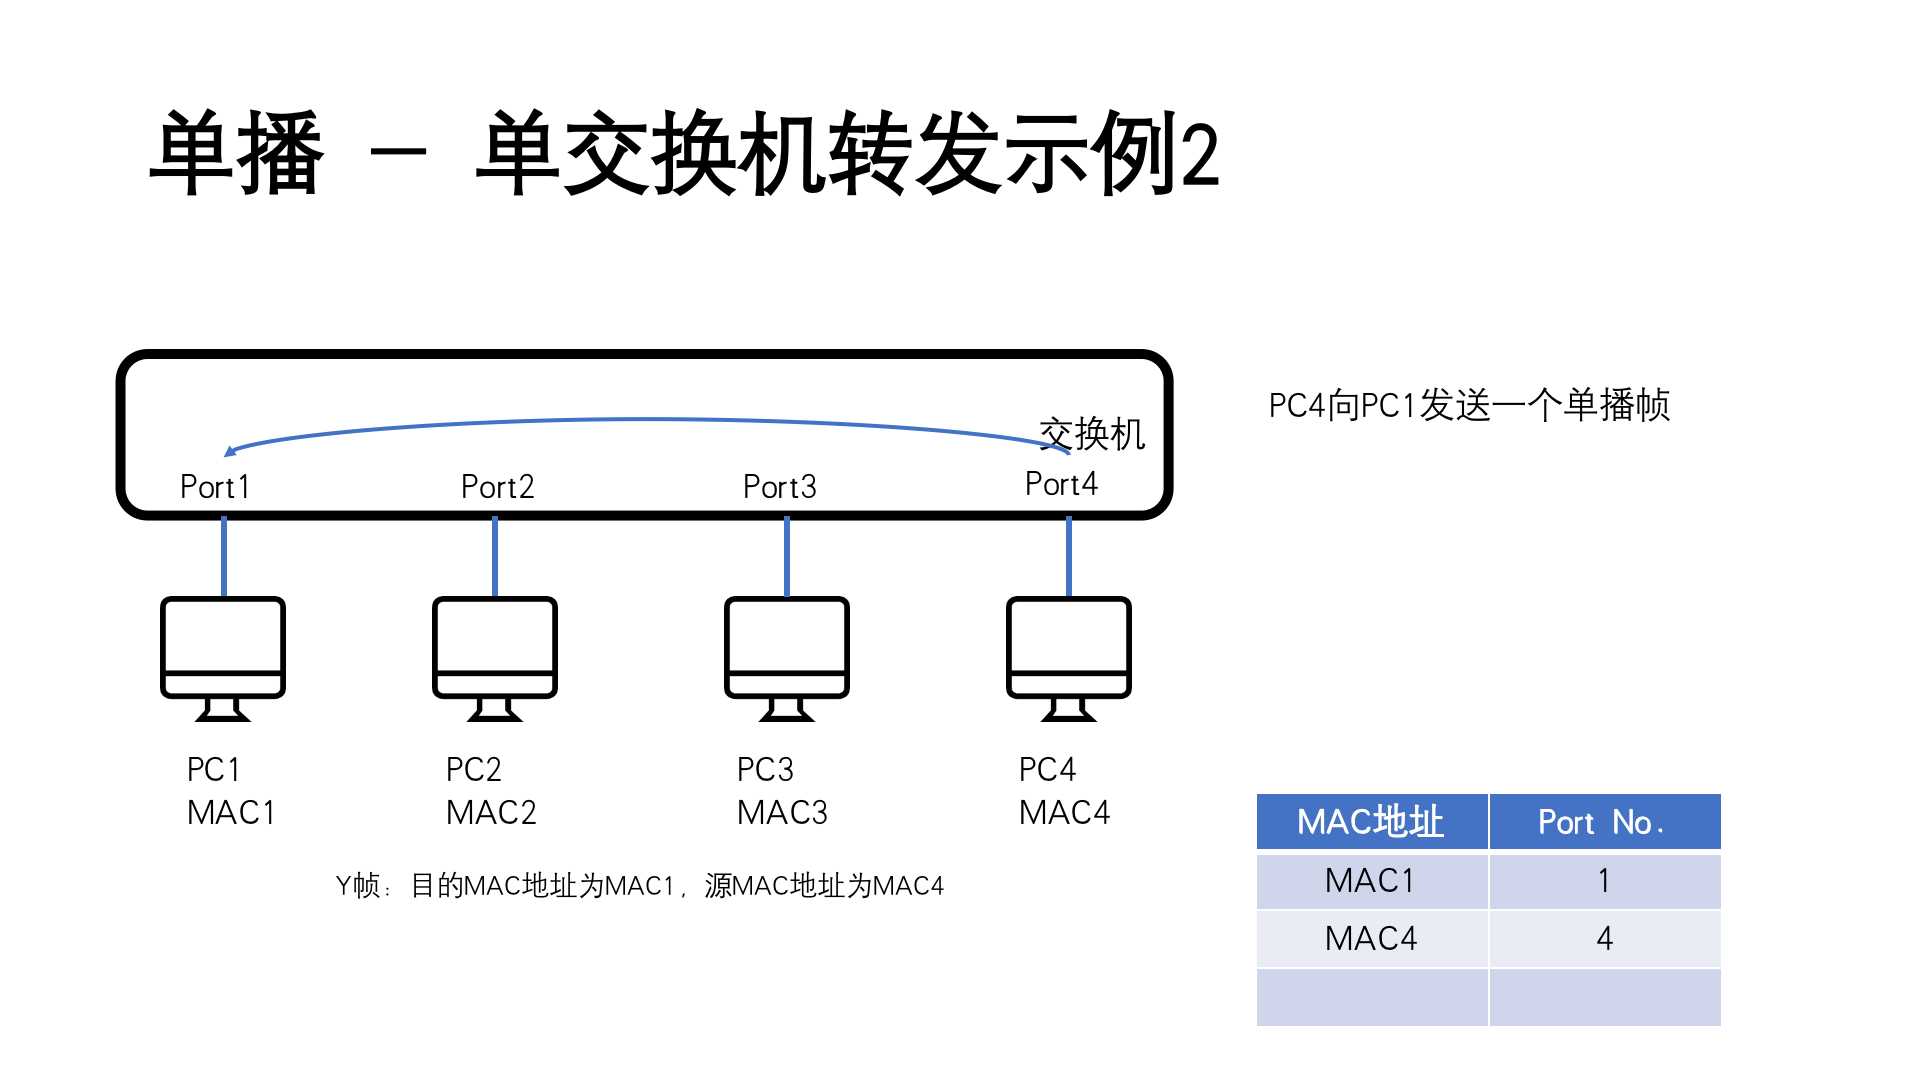 单播 - 单交换机转发示例2
PC4向PC1发送一个单播帧
交换机
Port1 Port2 Port3 Port4
PC1 PC2 PC3 PC4
MAC1 MAC2 MAC3 MAC4
Y帧：目的MAC地址为MAC1，源MAC地址为MAC4
MAC地址 Port No.
MAC1 1
MAC4 4